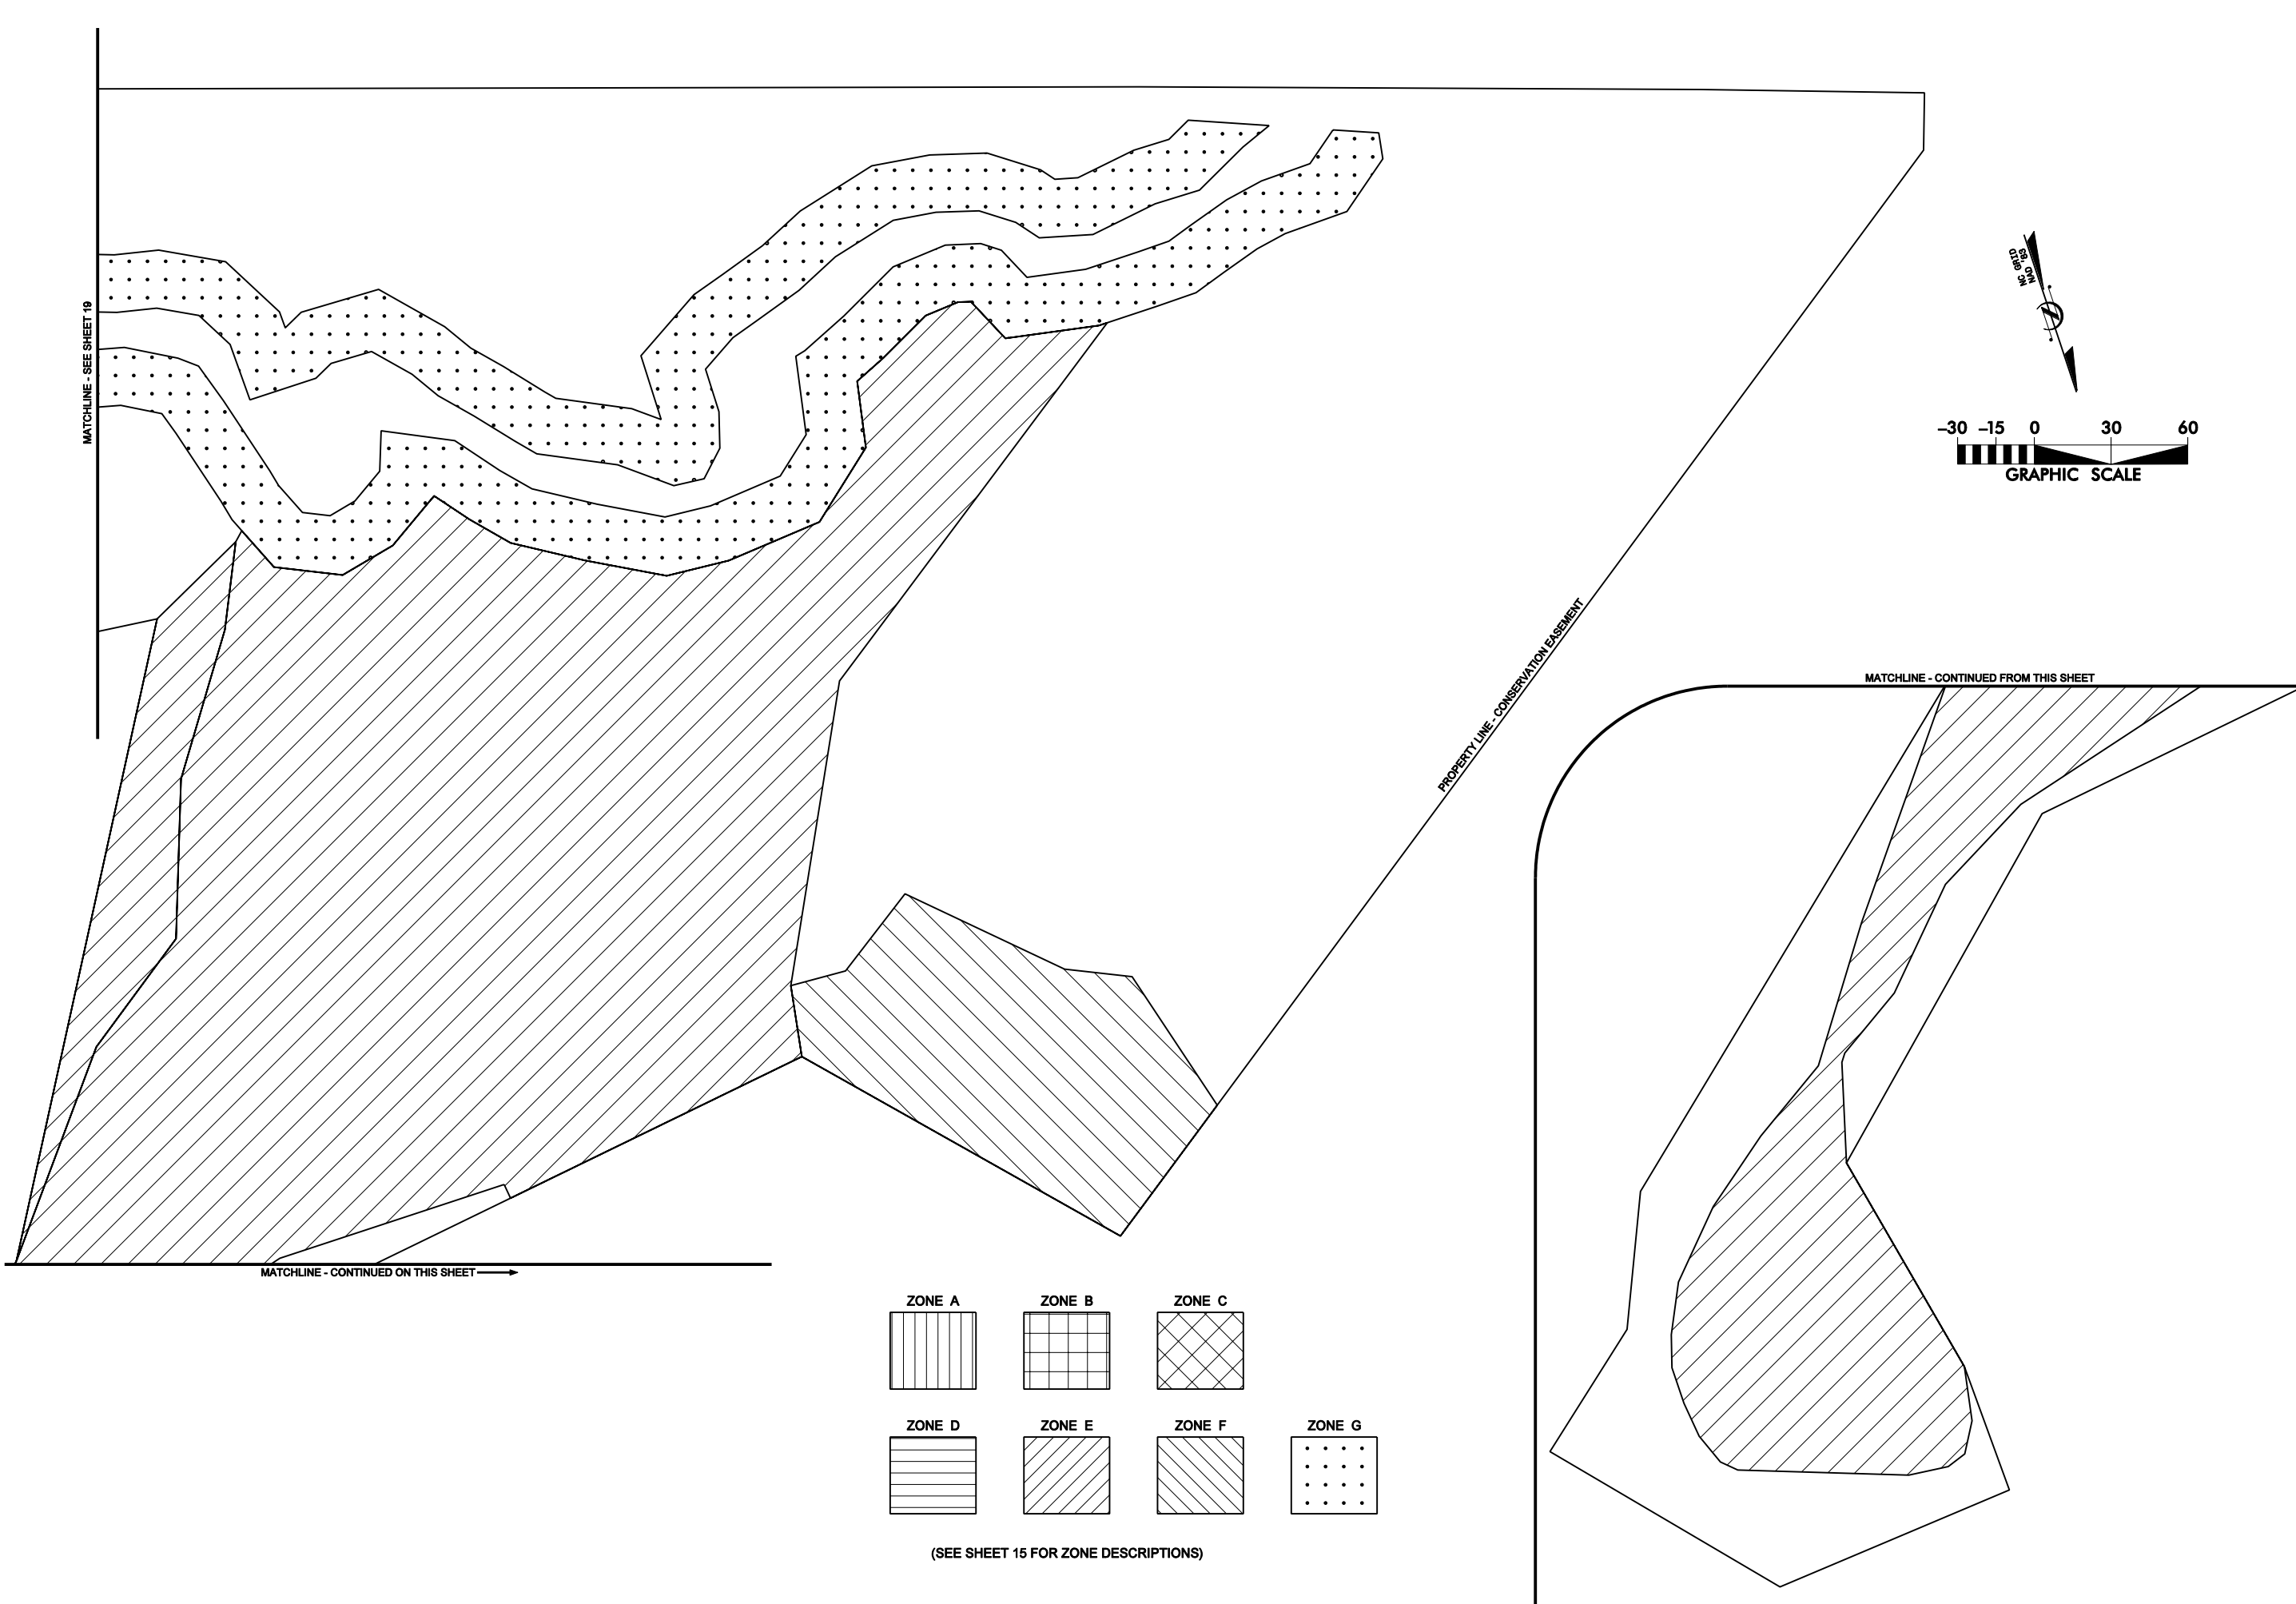 MATCHLINE - SEE SHEET 19
NC GRID
NAD '83
N
-30 -15 0 30 60
GRAPHIC SCALE
PROPERTY LINE - CONSERVATION EASEMENT
MATCHLINE - CONTINUED FROM THIS SHEET
MATCHLINE - CONTINUED ON THIS SHEET
ZONE A ZONE B ZONE C
ZONE D ZONE E ZONE F ZONE G
(SEE SHEET 15 FOR ZONE DESCRIPTIONS)